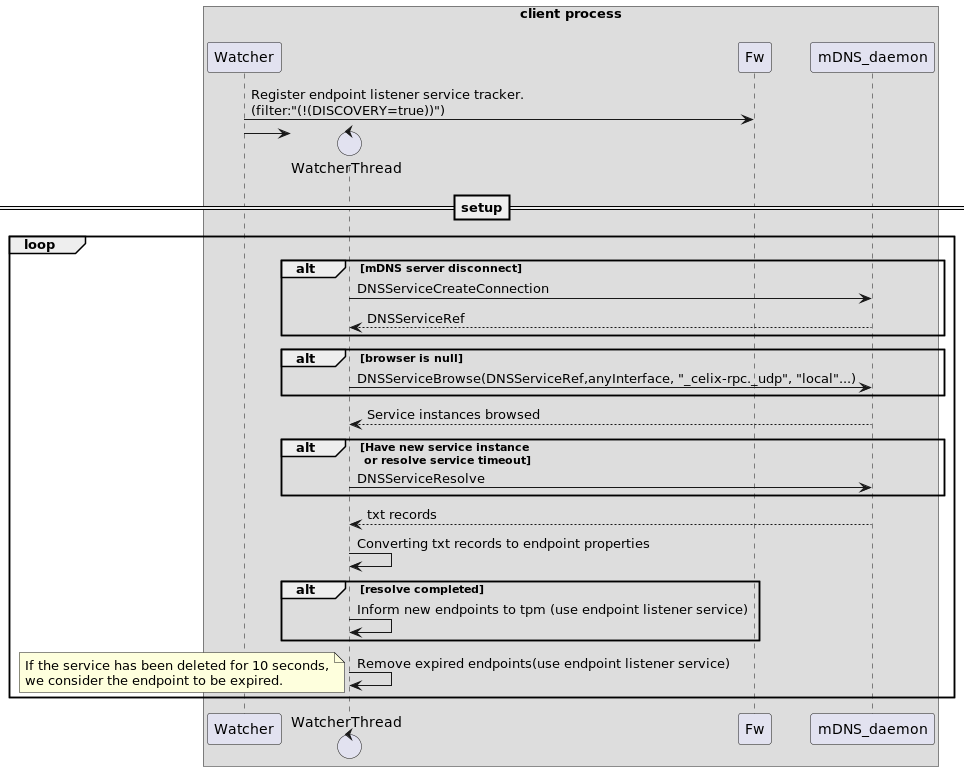 client process
Watcher
Fw
mDNS_daemon
Register endpoint listener service tracker.
(filter:"(!(DISCOVERY=true))")
WatcherThread
setup
loop
alt
[mDNS server disconnect]
DNSServiceCreateConnection
DNSServiceRef
alt
[browser is null]
DNSServiceBrowse(DNSServiceRef,anyInterface, "_celix-rpc._udp", "local"...)
Service instances browsed
alt
[Have new service instance
or resolve service timeout]
DNSServiceResolve
txt records
Converting txt records to endpoint properties
alt
[resolve completed]
Inform new endpoints to tpm (use endpoint listener service)
If the service has been deleted for 10 seconds,
we consider the endpoint to be expired.
Remove expired endpoints(use endpoint listener service)
Watcher
WatcherThread
Fw
mDNS_daemon